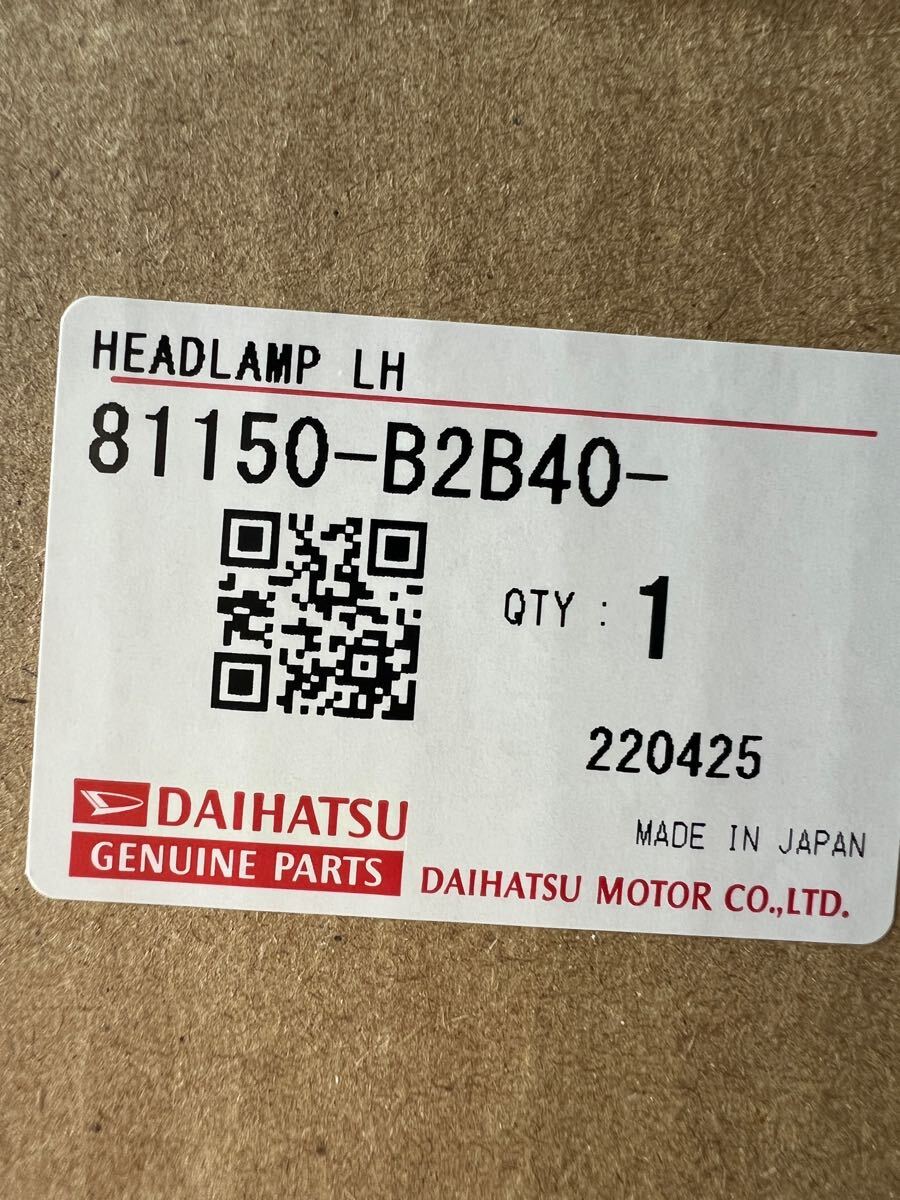 HEADLAMP LH
81150-B2B40-
QTY : 1
220425
MADE IN JAPAN
DAIHATSU
GENUINE PARTS
DAIHATSU MOTOR CO.,LTD.